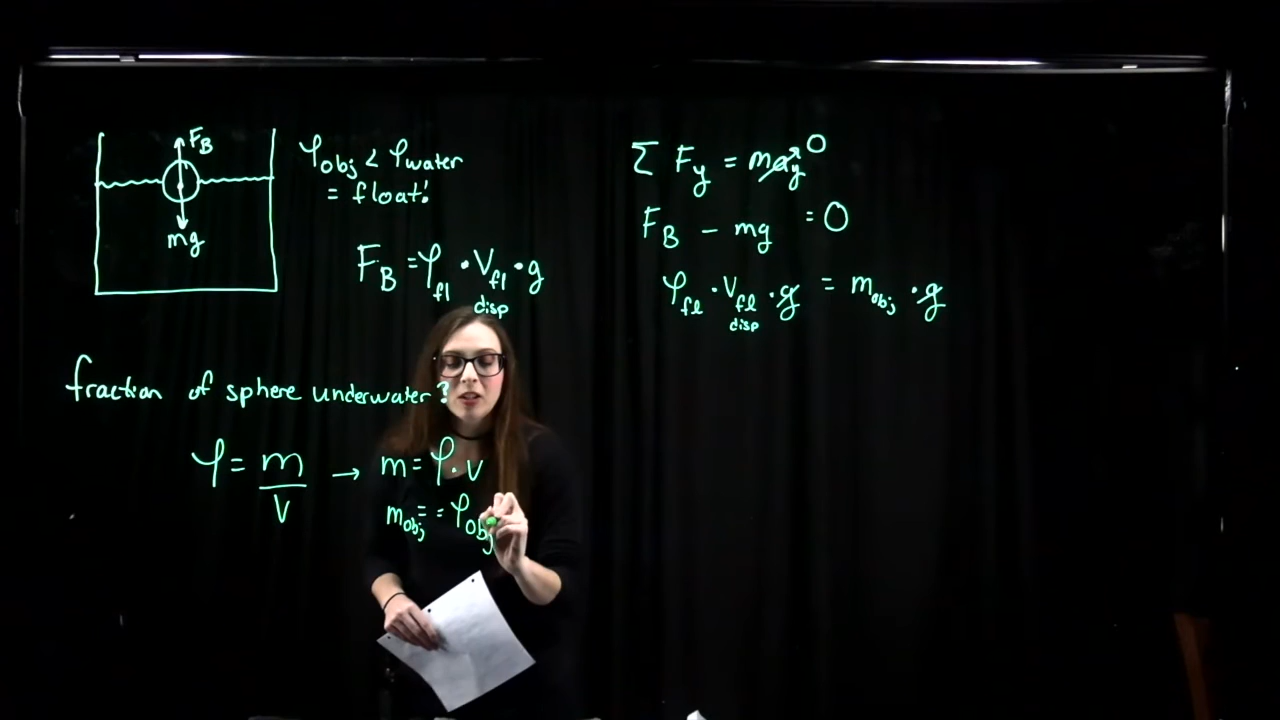 F_B
mg
ρ_obj < ρ_water
= float!
F_B = ρ_fl · V_fl disp · g
fraction of sphere underwater?
ρ = m/V → m = ρ · V
m_obj = = ρ_obj
Σ F_y = ma_y 0
F_B - mg = 0
ρ_fl · V_fl disp · g = m_obj · g